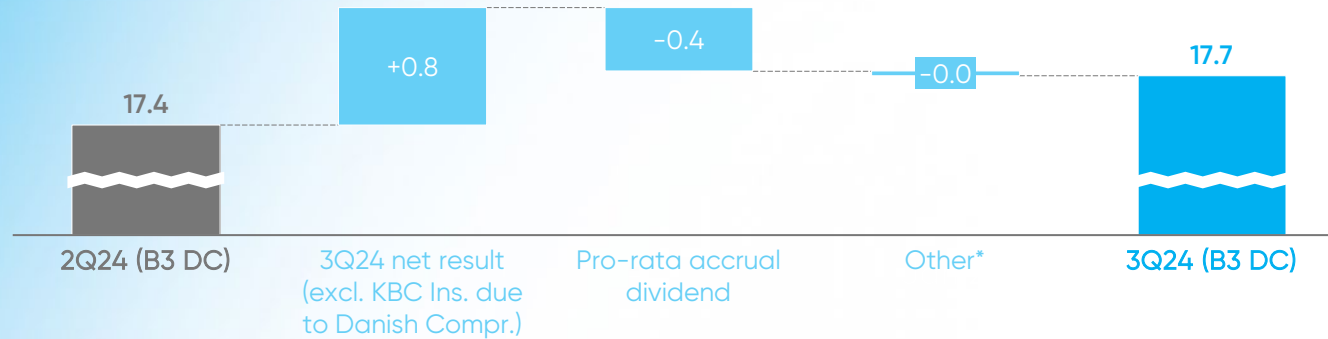 17.4
+0.8
-0.4
-0.0
17.7
2Q24 (B3 DC)
3Q24 net result
(excl. KBC Ins. due
to Danish Compr.)
Pro-rata accrual
dividend
Other*
3Q24 (B3 DC)